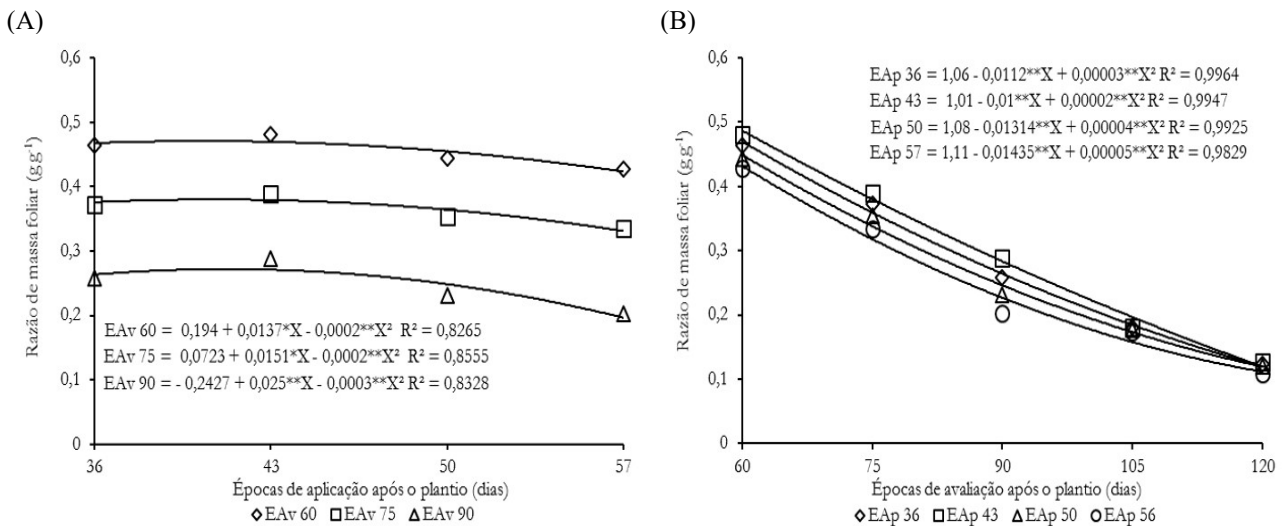 (A)
0,6
0,5
0,4
0,3
0,2
0,1
0
Razão de massa foliar (g g⁻¹)
EAv 60 = 0,194 + 0,0137*X - 0,0002**X² R² = 0,8265
EAv 75 = 0,0723 + 0,0151*X - 0,0002**X² R² = 0,8555
EAv 90 = - 0,2427 + 0,025**X - 0,0003**X² R² = 0,8328
36 43 50 57
Épocas de aplicação após o plantio (dias)
◇ EAv 60 □ EAv 75 △ EAv 90
(B)
0,6
0,5
0,4
0,3
0,2
0,1
0
Razão de massa foliar (g g⁻¹)
EAp 36 = 1,06 - 0,0112**X + 0,00003**X² R² = 0,9964
EAp 43 = 1,01 - 0,01**X + 0,00002**X² R² = 0,9947
EAp 50 = 1,08 - 0,01314**X + 0,00004**X² R² = 0,9925
EAp 57 = 1,11 - 0,01435**X + 0,00005**X² R² = 0,9829
60 75 90 105 120
Épocas de avaliação após o plantio (dias)
◇ EAp 36 □ EAp 43 △ EAp 50 ○ EAp 56